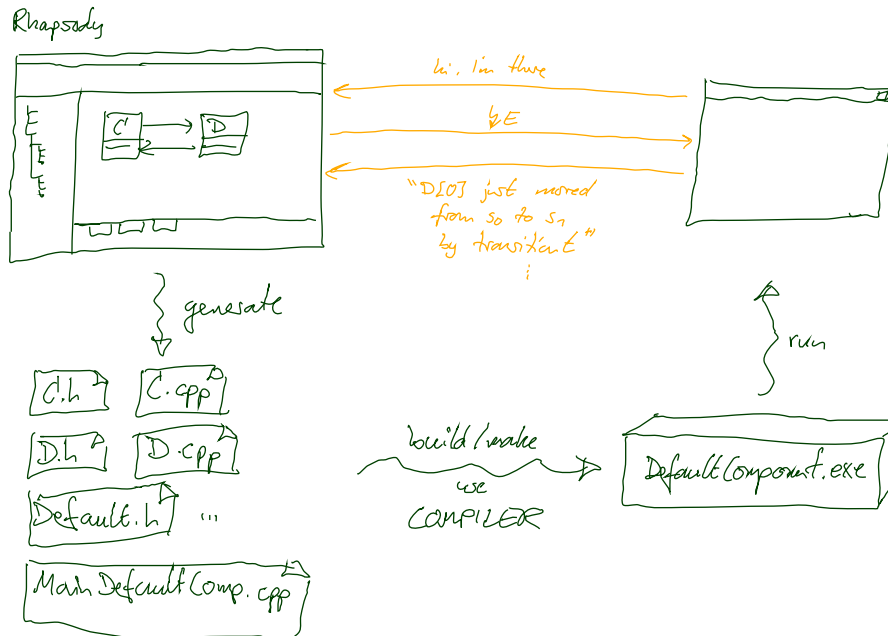 Rhapsody
hi, I'm there
C
D
↯E
"D[0] just moved
from s0 to s1
by transition t"
⋮
generate
run
C.h
C.cpp
D.h
D.cpp
build/make
use
COMPILER
DefaultComponent.exe
Default.h
...
MainDefaultComp.cpp